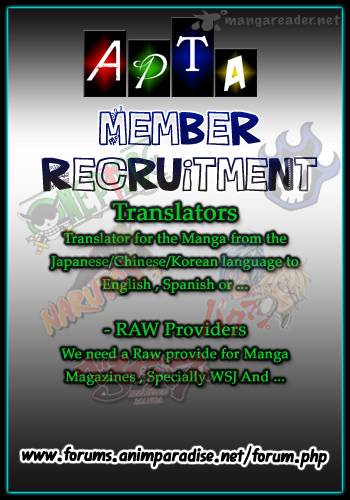 mangareader.net
APTA
MEMBER
RECRUITMENT
Translators
Translator for the Manga from the
Japanese/Chinese/Korean language to
English , Spanish or ...
- RAW Providers
We need a Raw provide for Manga
Magazines , Specially WSJ And ...
www.forums.animparadise.net/forum.php